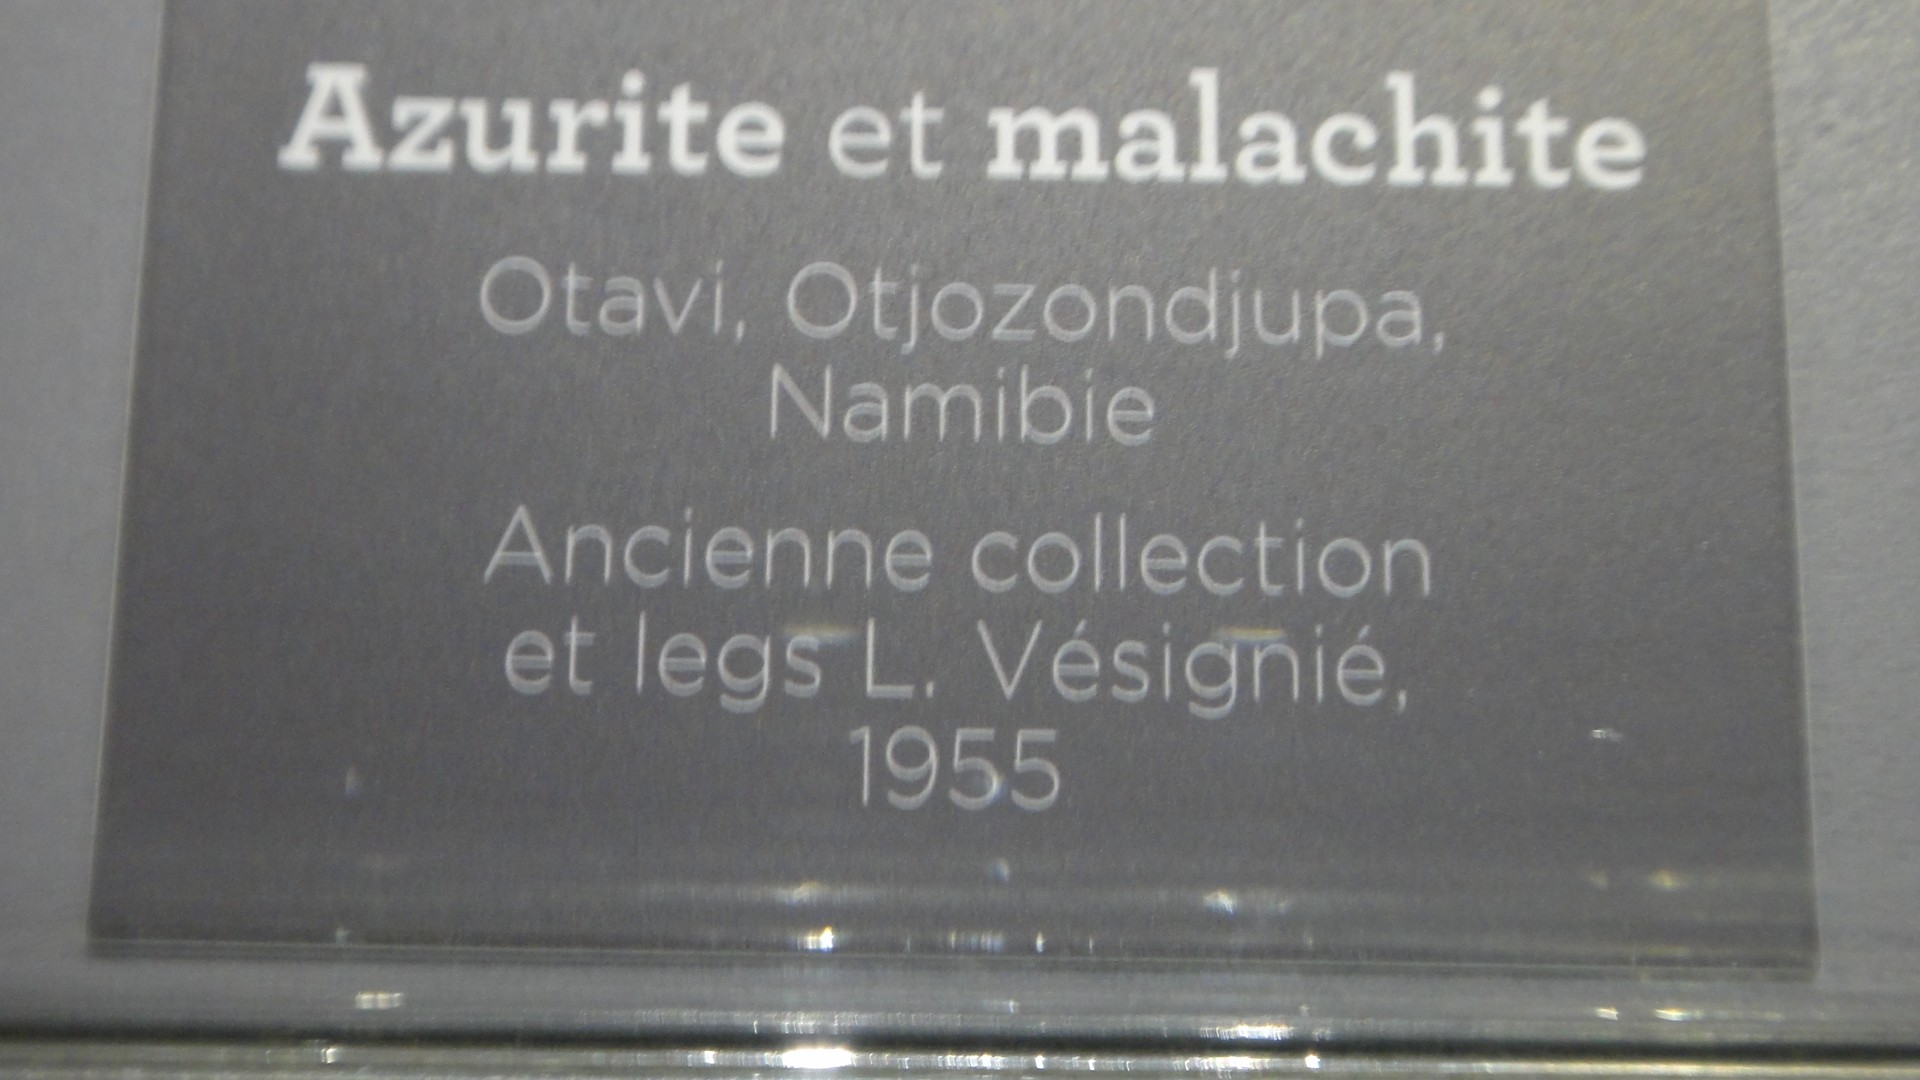 Azurite et malachite
Otavi, Otjozondjupa,
Namibie
Ancienne collection
et legs L. Vésignié,
1955